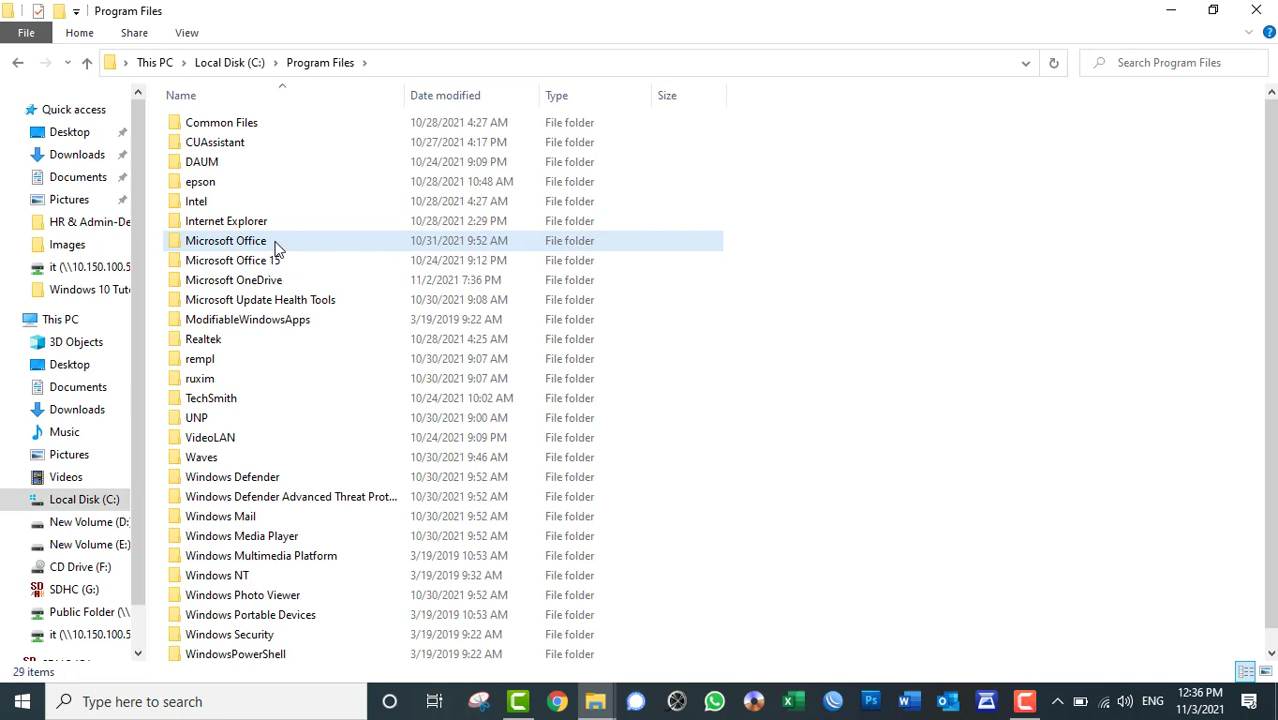 Program Files
File Home Share View
This PC Local Disk (C:) Program Files Search Program Files
Name Date modified Type Size
Quick access
Desktop
Downloads
Documents
Pictures
HR & Admin-De
Images
it (\\10.150.100.5
Windows 10 Tut
This PC
3D Objects
Desktop
Documents
Downloads
Music
Pictures
Videos
Local Disk (C:)
New Volume (D:
New Volume (E:)
CD Drive (F:)
SDHC (G:)
Public Folder (\\
it (\\10.150.100.5
Common Files 10/28/2021 4:27 AM File folder
CUAssistant 10/27/2021 4:17 PM File folder
DAUM 10/24/2021 9:09 PM File folder
epson 10/28/2021 10:48 AM File folder
Intel 10/28/2021 4:27 AM File folder
Internet Explorer 10/28/2021 2:29 PM File folder
Microsoft Office 10/31/2021 9:52 AM File folder
Microsoft Office 15 10/24/2021 9:12 PM File folder
Microsoft OneDrive 11/2/2021 7:36 PM File folder
Microsoft Update Health Tools 10/30/2021 9:08 AM File folder
ModifiableWindowsApps 3/19/2019 9:22 AM File folder
Realtek 10/28/2021 4:25 AM File folder
rempl 10/30/2021 9:07 AM File folder
ruxim 10/30/2021 9:07 AM File folder
TechSmith 10/24/2021 10:02 AM File folder
UNP 10/30/2021 9:00 AM File folder
VideoLAN 10/24/2021 9:09 PM File folder
Waves 10/30/2021 9:46 AM File folder
Windows Defender 10/30/2021 9:52 AM File folder
Windows Defender Advanced Threat Prot... 10/30/2021 9:52 AM File folder
Windows Mail 10/30/2021 9:52 AM File folder
Windows Media Player 10/30/2021 9:52 AM File folder
Windows Multimedia Platform 3/19/2019 10:53 AM File folder
Windows NT 3/19/2019 9:32 AM File folder
Windows Photo Viewer 10/30/2021 9:52 AM File folder
Windows Portable Devices 3/19/2019 10:53 AM File folder
Windows Security 3/19/2019 9:22 AM File folder
WindowsPowerShell 3/19/2019 9:22 AM File folder
29 items
Type here to search
ENG
12:36 PM
11/3/2021